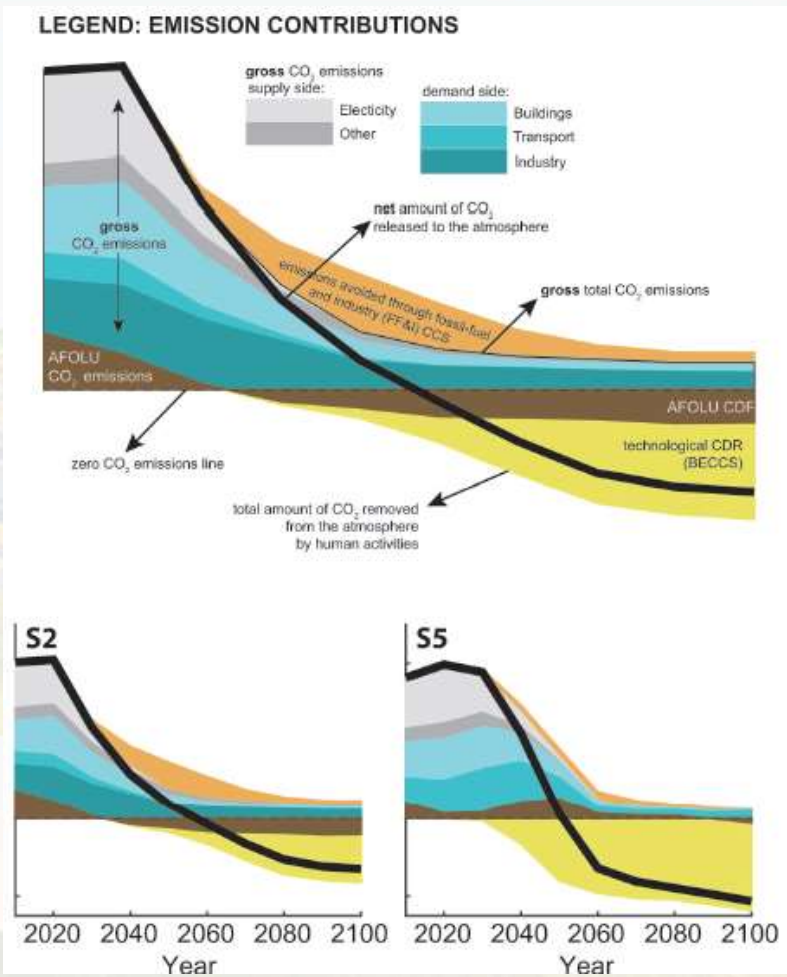 LEGEND: EMISSION CONTRIBUTIONS
gross CO₂ emissions
supply side:
Electicity
Other
demand side:
Buildings
Transport
Industry
gross
CO₂ emissions
net amount of CO₂
released to the atmosphere
emissions avoided through fossil-fuel
and industry (FF&I) CCS
gross total CO₂ emissions
AFOLU
CO₂ emissions
AFOLU CDF
zero CO₂ emissions line
technological CDR
(BECCS)
total amount of CO₂ removed
from the atmosphere
by human activities
S2
2020 2040 2060 2080 2100
Year
S5
2020 2040 2060 2080 2100
Year